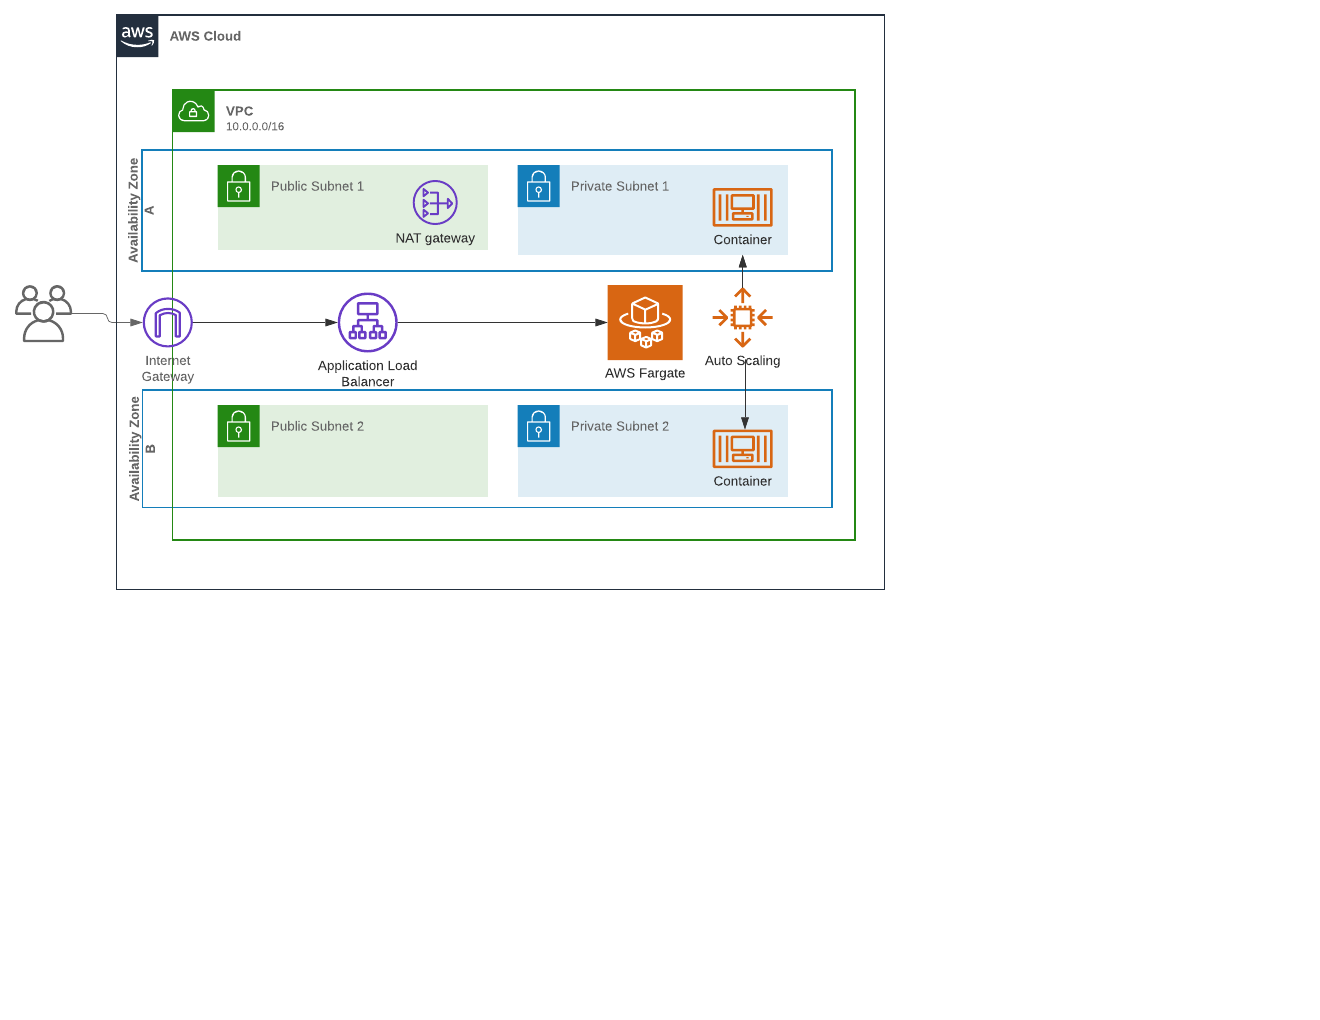 aws
AWS Cloud
VPC
10.0.0.0/16
Availability Zone
A
Public Subnet 1
NAT gateway
Private Subnet 1
Container
Internet
Gateway
Application Load
Balancer
AWS Fargate
Auto Scaling
Availability Zone
B
Public Subnet 2
Private Subnet 2
Container